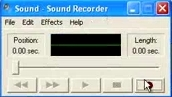 Sound - Sound Recorder
File Edit Effects Help
Position:
Length:
0.00 sec.
0.00 sec.